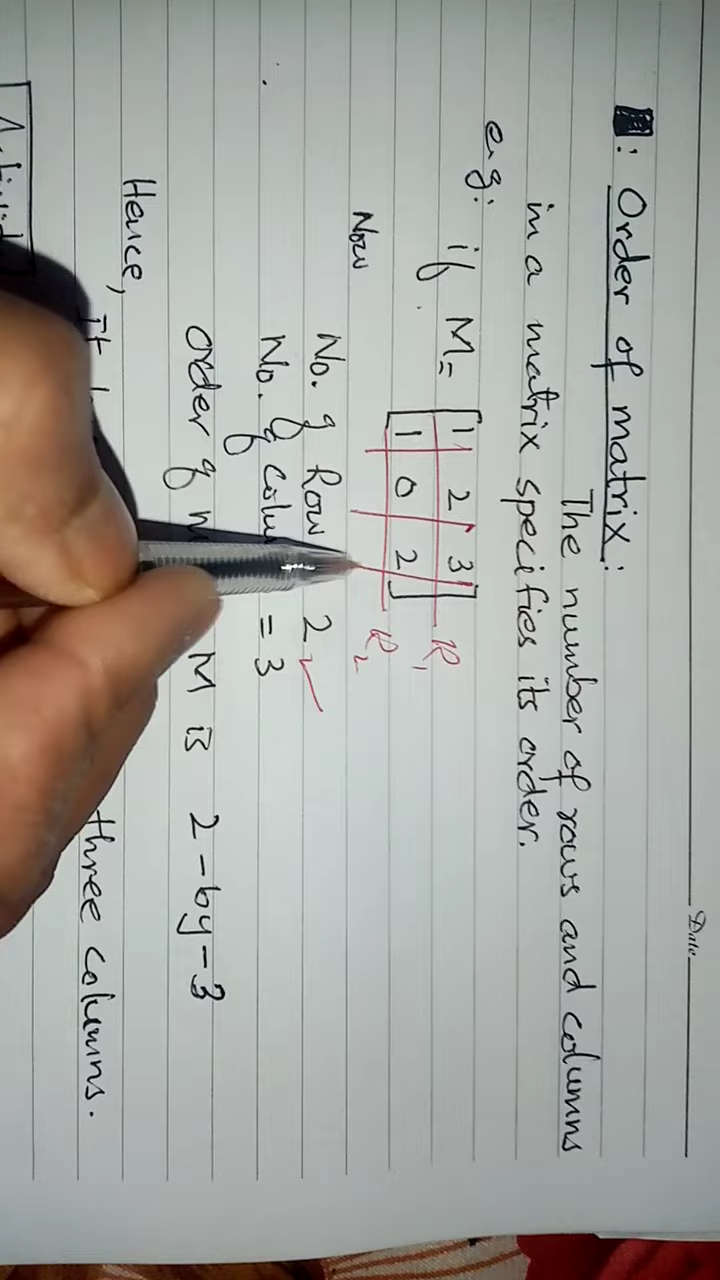 Date
: Order of matrix:
The number of rows and columns
in a matrix specifies its order.
e.g: if M = [1 2 3
1 0 2] R1
R2
Now
No. of Row 2 ✓
No. of = 3
Order of M is 2-by-3
Hence,
It three columns.